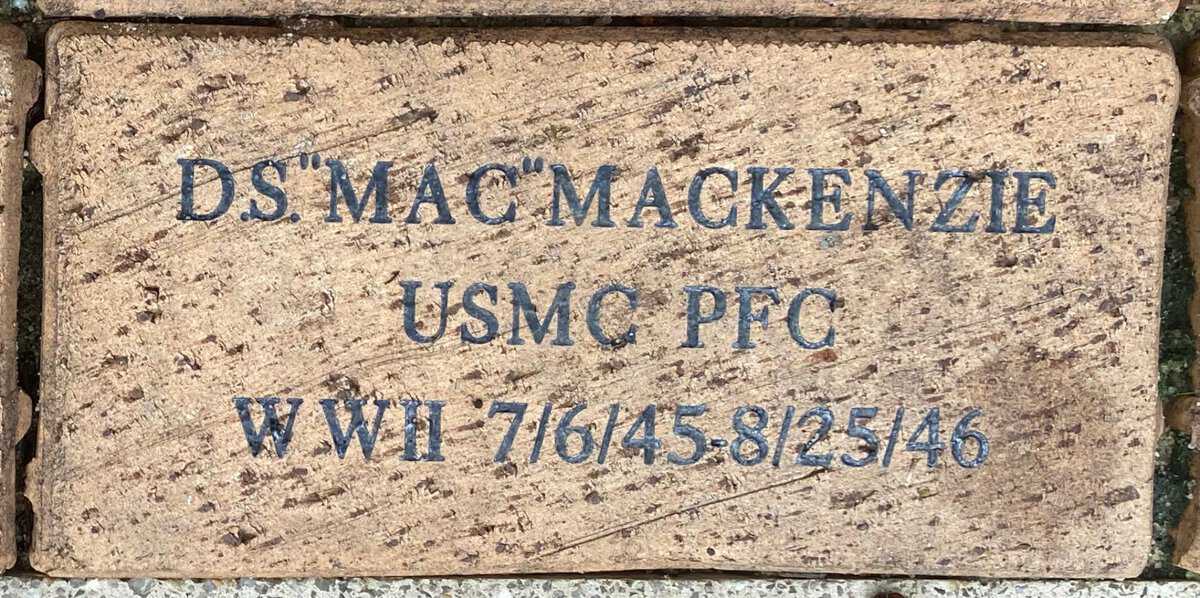 D.S. "MAC" MACKENZIE
USMC PFC
WWII 7/6/45-8/25/46